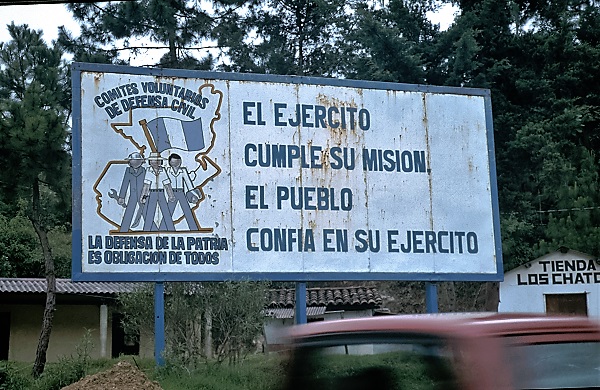 COMITES VOLUNTARIOS
DE DEFENSA CIVIL
LA DEFENSA DE LA PATRIA
ES OBLIGACION DE TODOS
EL EJERCITO
CUMPLE SU MISION.
EL PUEBLO
CONFIA EN SU EJERCITO
TIENDA
LOS CHATO